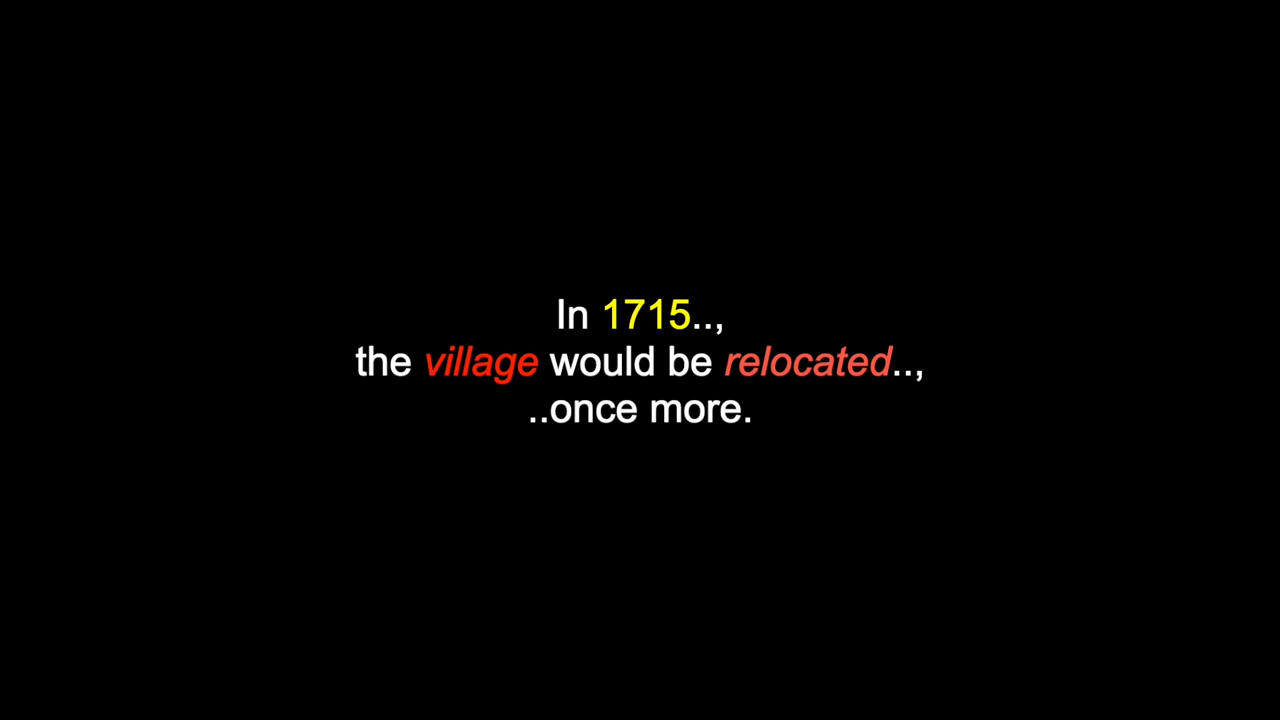 In 1715..,
the village would be relocated..,
..once more.